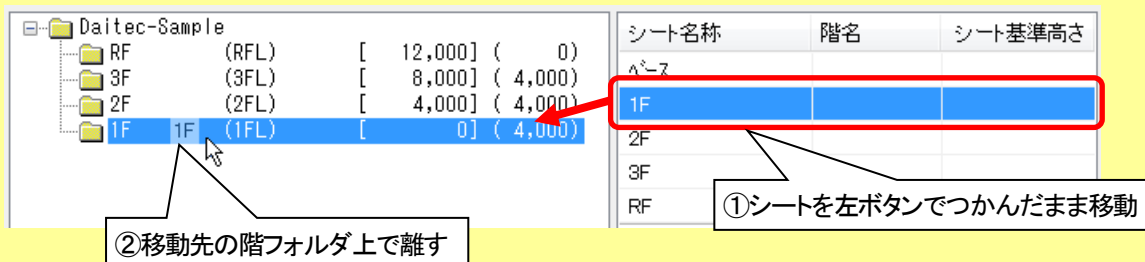 Daitec-Sample
RF (RFL) [ 12,000] ( 0)
3F (3FL) [ 8,000] ( 4,000)
2F (2FL) [ 4,000] ( 4,000)
1F 1F (1FL) [ 0] ( 4,000)
シート名称 階名 シート基準高さ
ﾍﾞｰｽ
1F
2F
3F
RF
①シートを左ボタンでつかんだまま移動
②移動先の階フォルダ上で離す